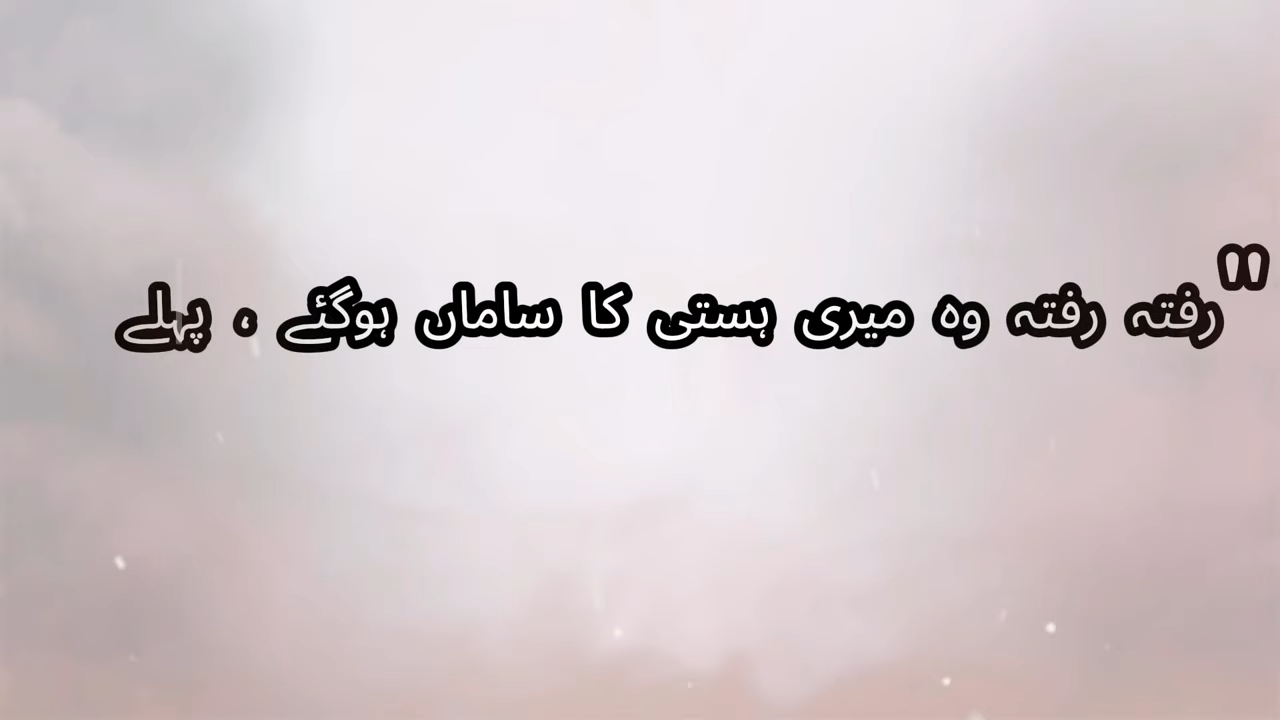 "رفتہ رفتہ وہ میری ہستی کا ساماں ہوگئے ، پہلے